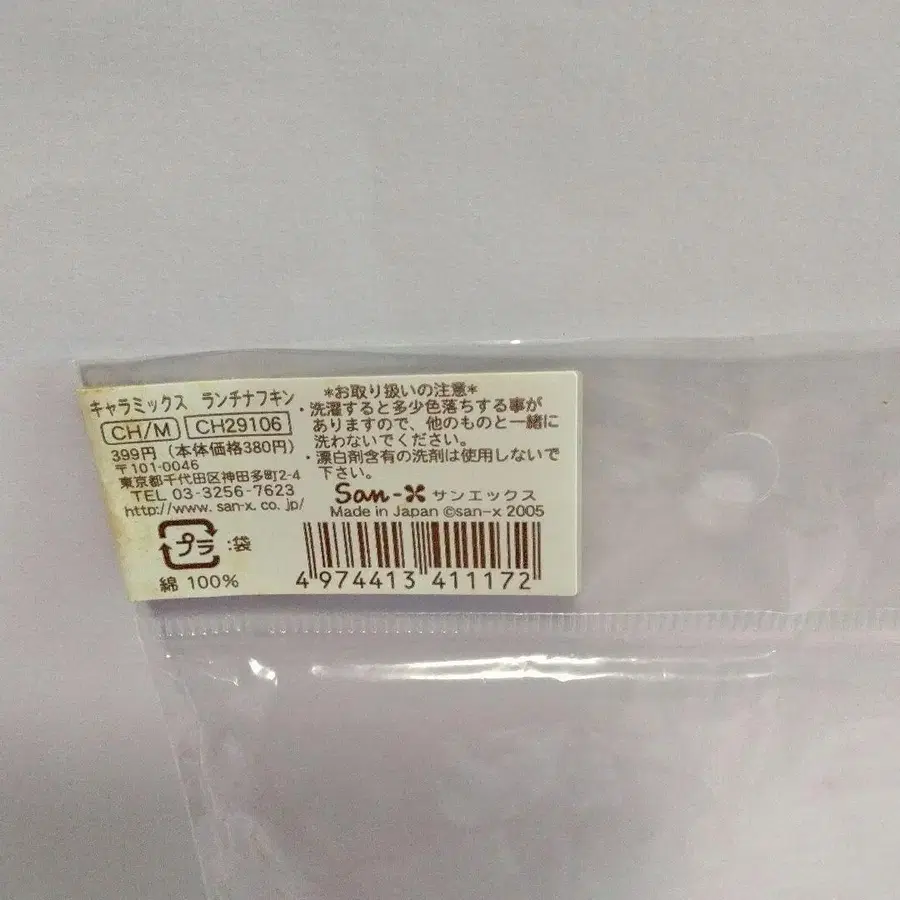 キャラミックス ランチナフキン
CH/M CH29106
399円(本体価格380円)
〒101-0046
東京都千代田区神田多町2-4
TEL 03-3256-7623
http://www.san-x.co.jp/
プラ :袋
綿 100%
*お取り扱いの注意*
・洗濯すると多少色落ちする事が
ありますので、他のものと一緒に
洗わないでください。
・漂白剤含有の洗剤は使用しないで
下さい。
San-X サンエックス
Made in Japan ©san-x 2005
4 974413 411172